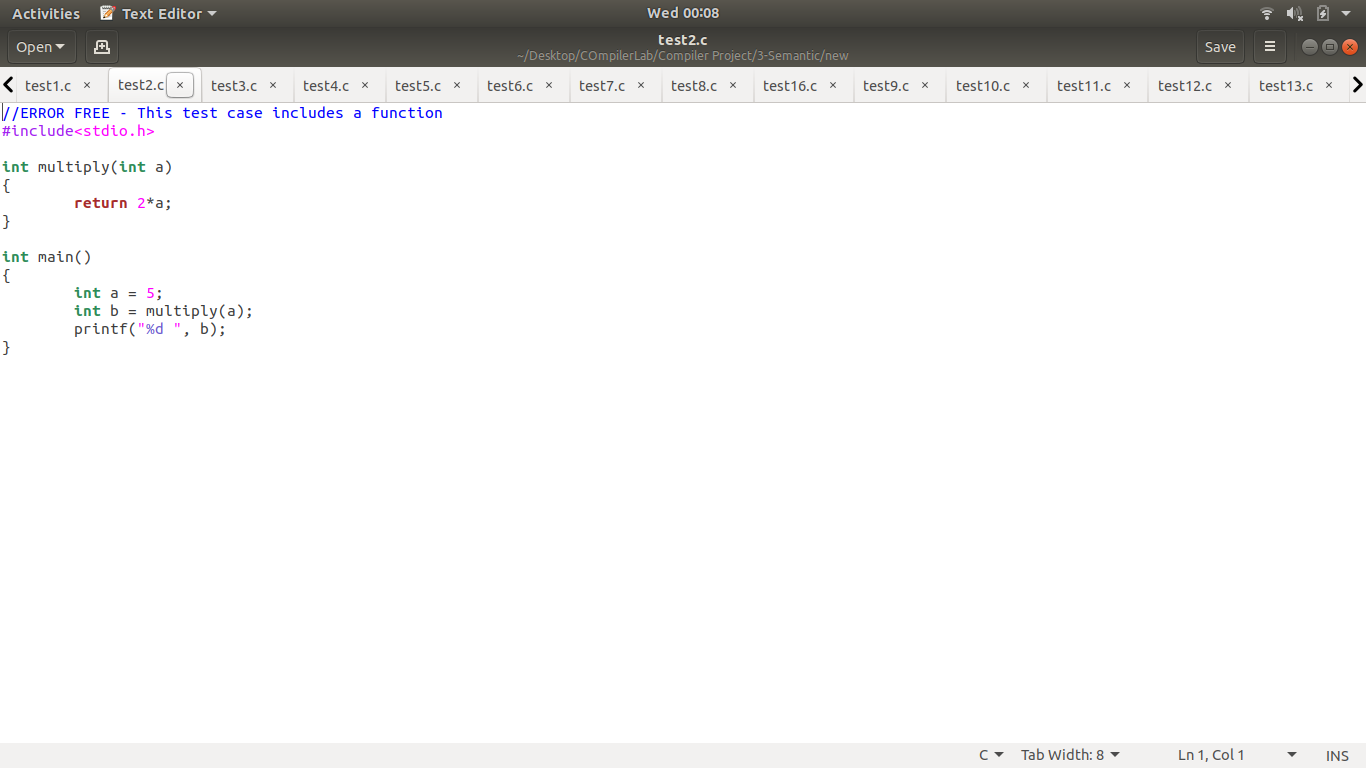 Activities Text Editor Wed 00:08
Open test2.c Save
~/Desktop/COmpilerLab/Compiler Project/3-Semantic/new
test1.c × test2.c × test3.c × test4.c × test5.c × test6.c × test7.c × test8.c × test16.c × test9.c × test10.c × test11.c × test12.c × test13.c ×
//ERROR FREE - This test case includes a function
#include<stdio.h>
int multiply(int a)
{
return 2*a;
}
int main()
{
int a = 5;
int b = multiply(a);
printf("%d ", b);
}
C Tab Width: 8 Ln 1, Col 1 INS